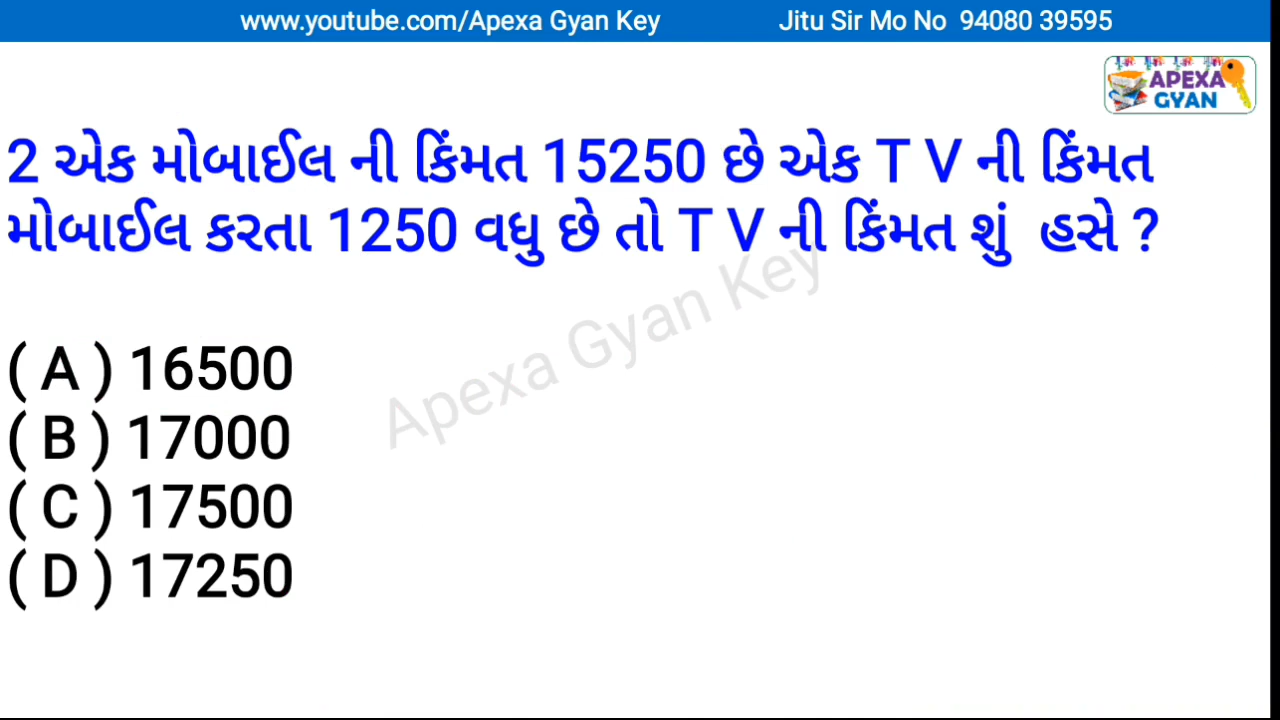 www.youtube.com/Apexa Gyan Key Jitu Sir Mo No 94080 39595
APEXA
GYAN
2 એક મોબાઈલ ની કિંમત 15250 છે એક T V ની કિંમત
મોબાઈલ કરતા 1250 વધુ છે તો T V ની કિંમત શું હસે ?
Apexa Gyan Key
( A ) 16500
( B ) 17000
( C ) 17500
( D ) 17250